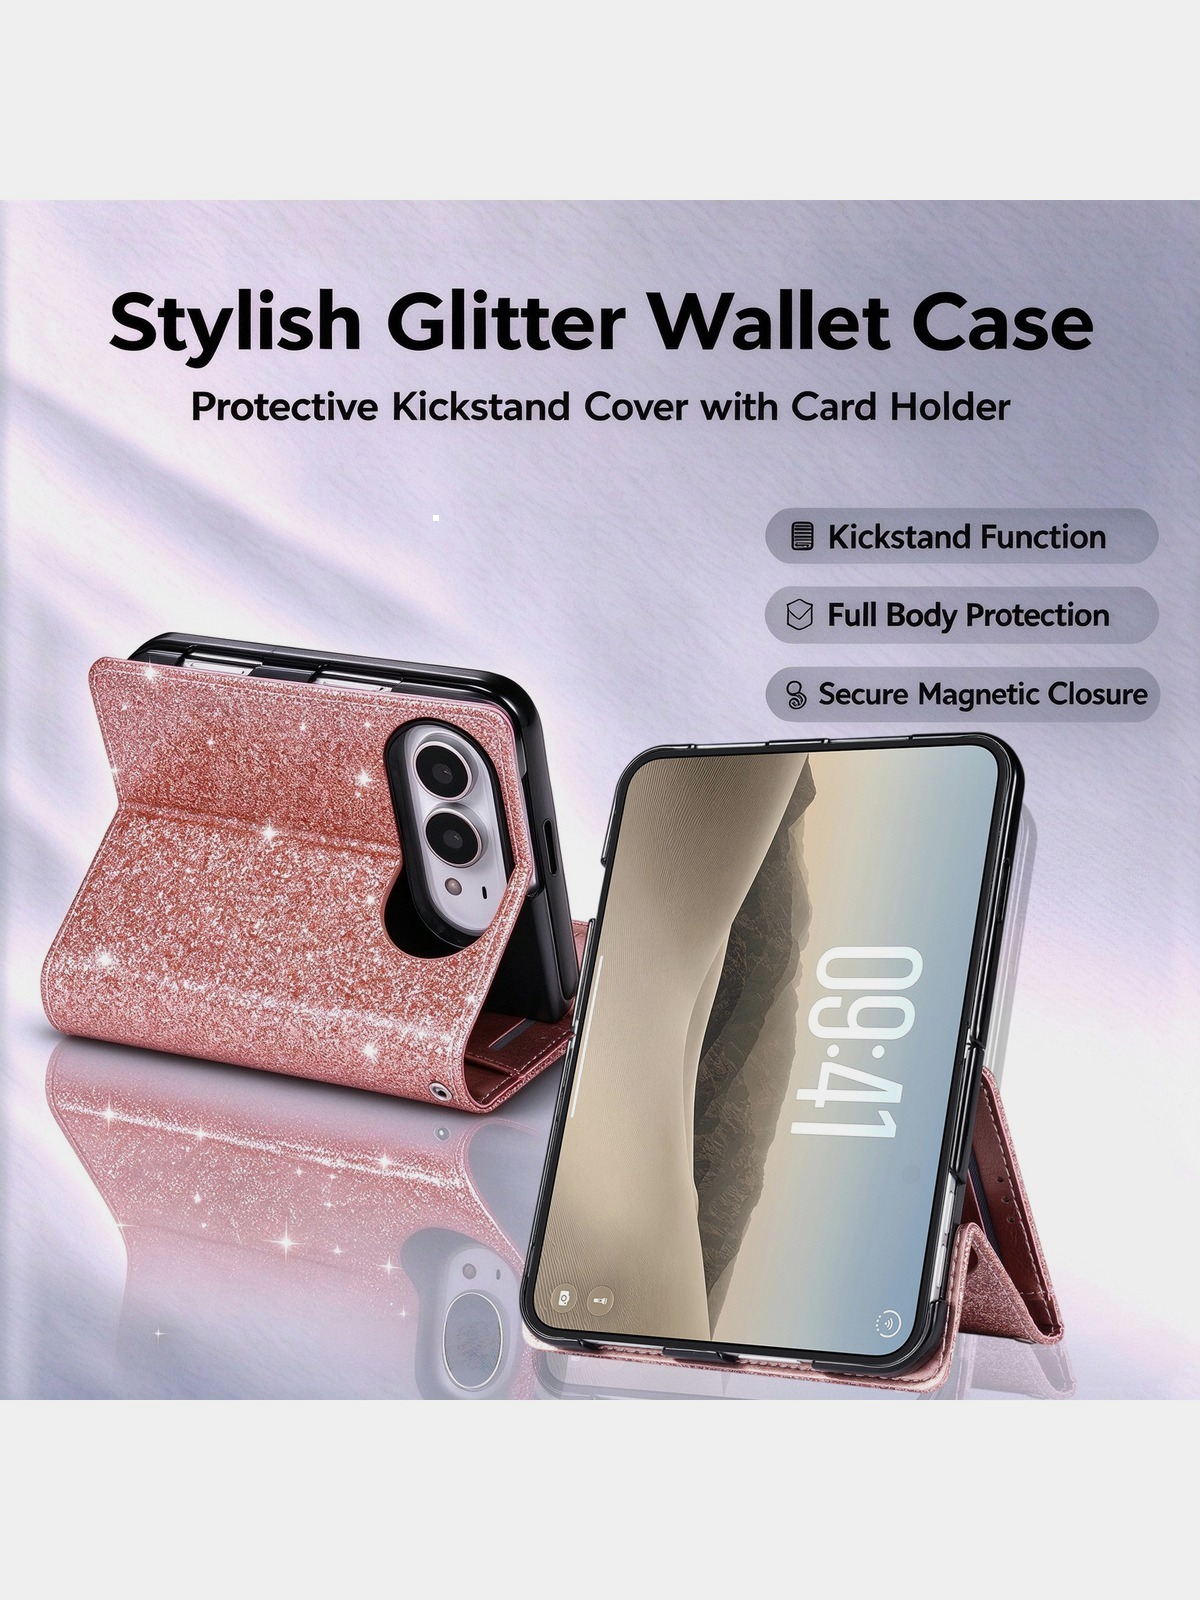 Stylish Glitter Wallet Case
Protective Kickstand Cover with Card Holder
Kickstand Function
Full Body Protection
Secure Magnetic Closure
09:41